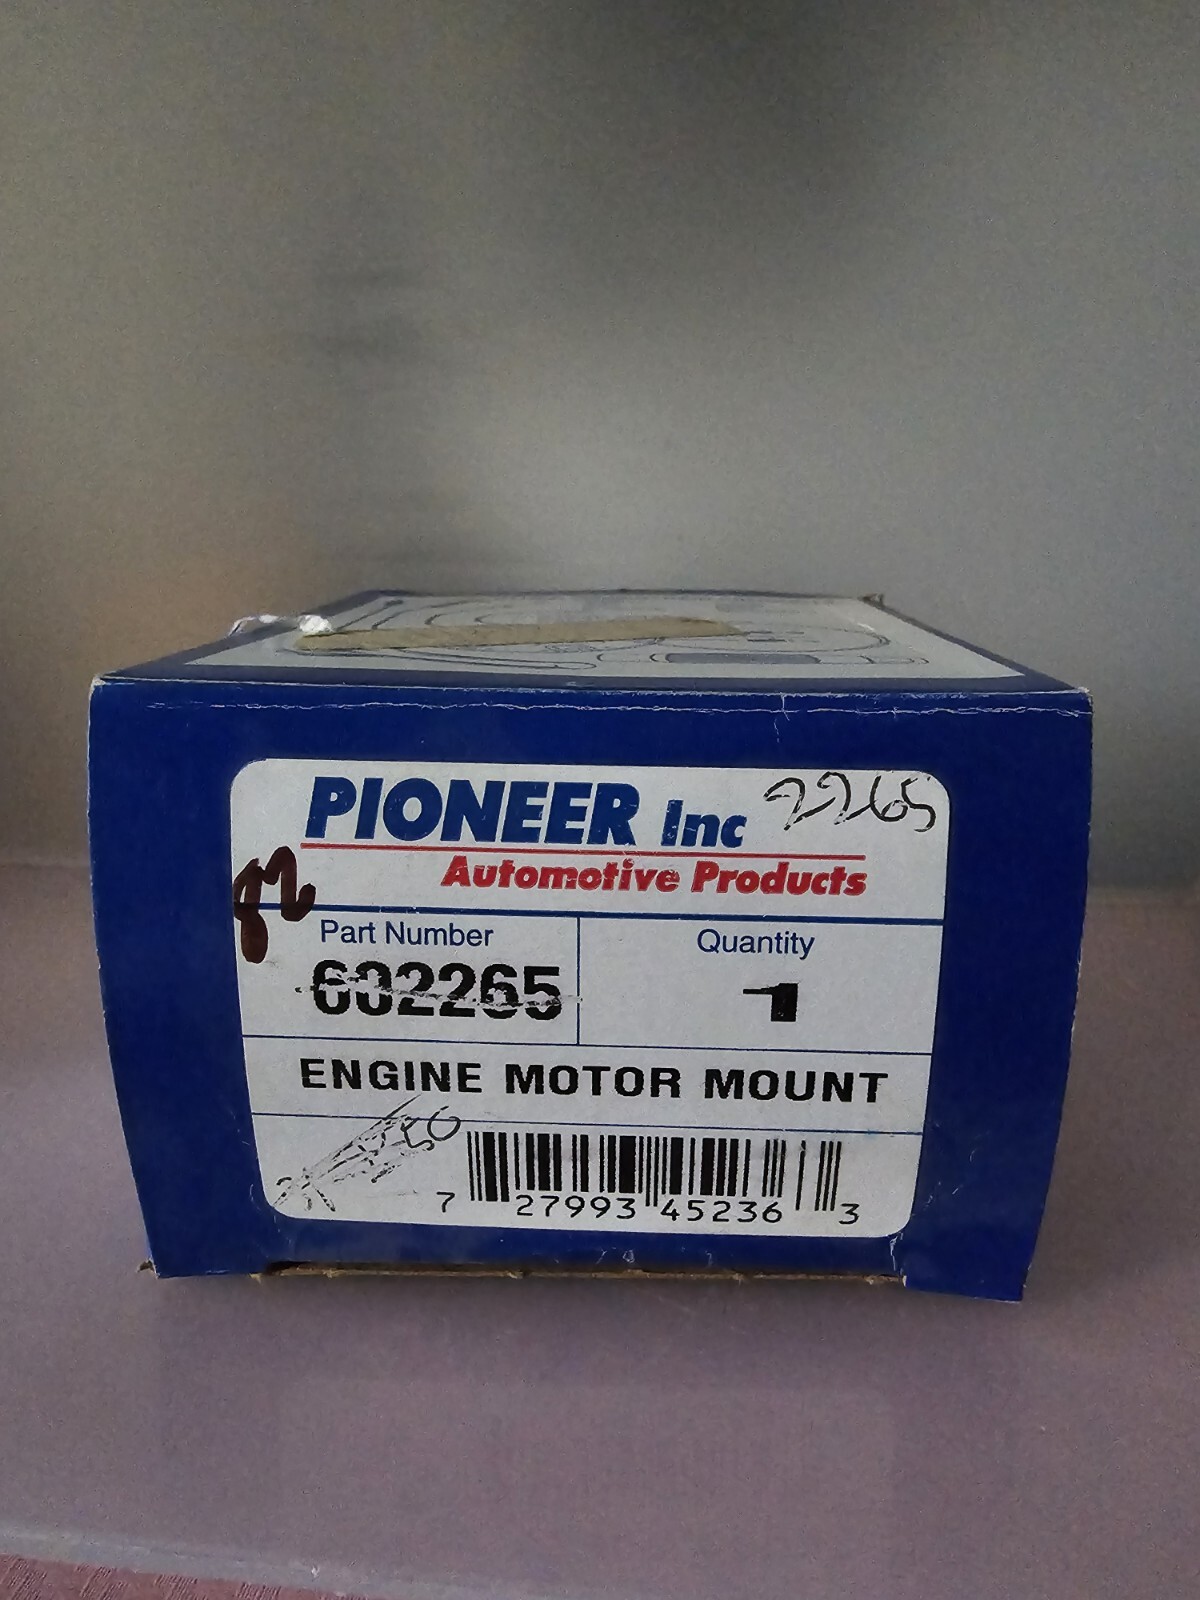 PIONEER Inc 2265
Automotive Products
Part Number
602265
Quantity
1
ENGINE MOTOR MOUNT
7 27993 45236 3